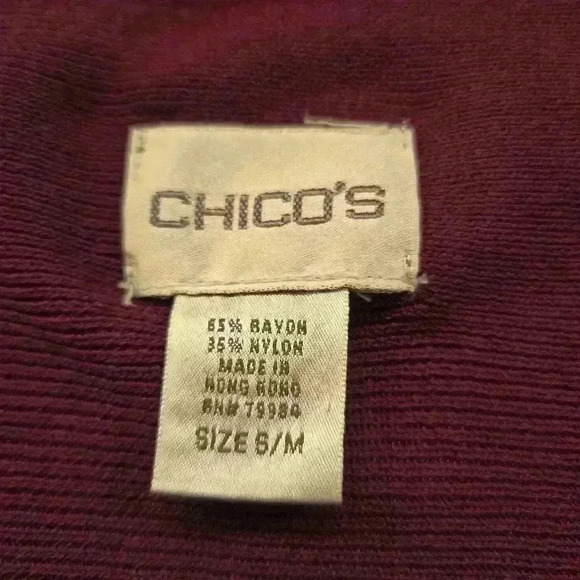 CHICO'S
65% RAYON
35% NYLON
MADE IN
HONG KONG
RN# 79984
SIZE S/M